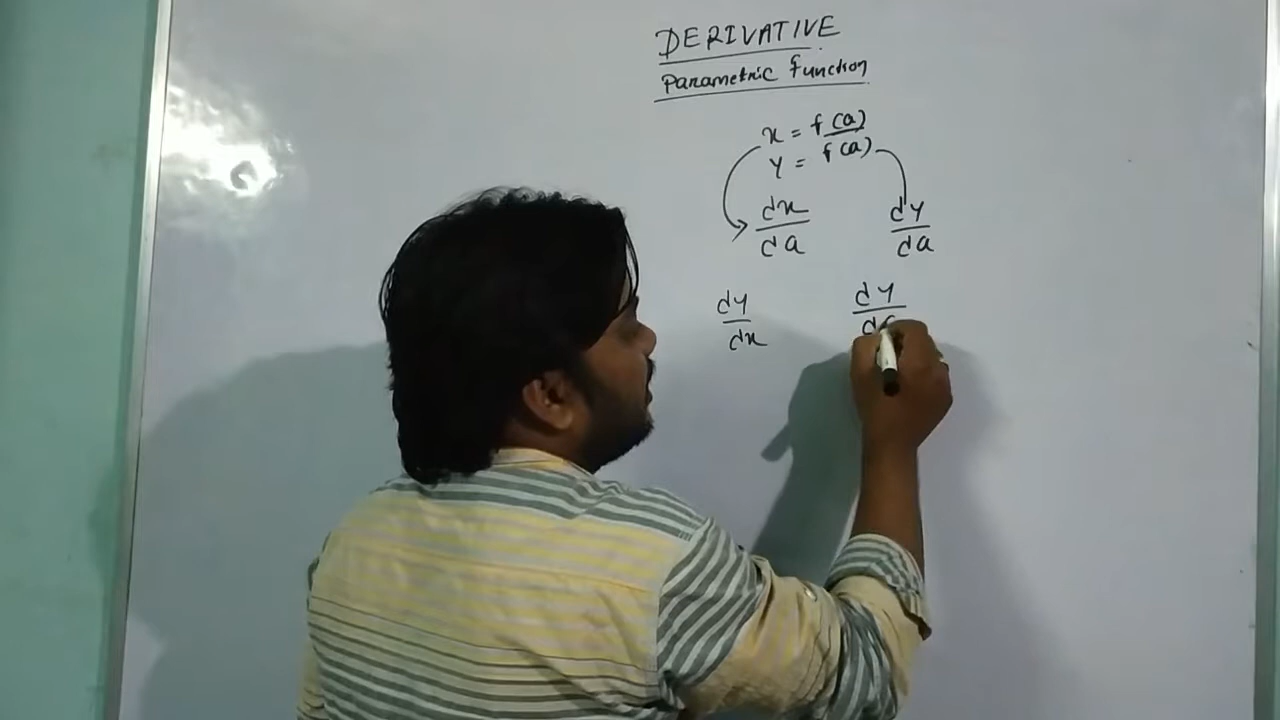 DERIVATIVE
Parametric function
x = f(a)
y = f(a)
dx/da dy/da
dy/dx dy/da